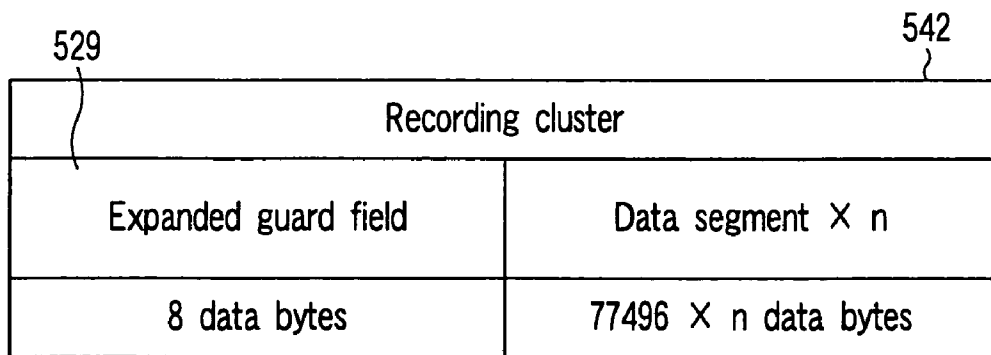 529
542
Recording cluster
Expanded guard field
Data segment × n
8 data bytes
77496 × n data bytes